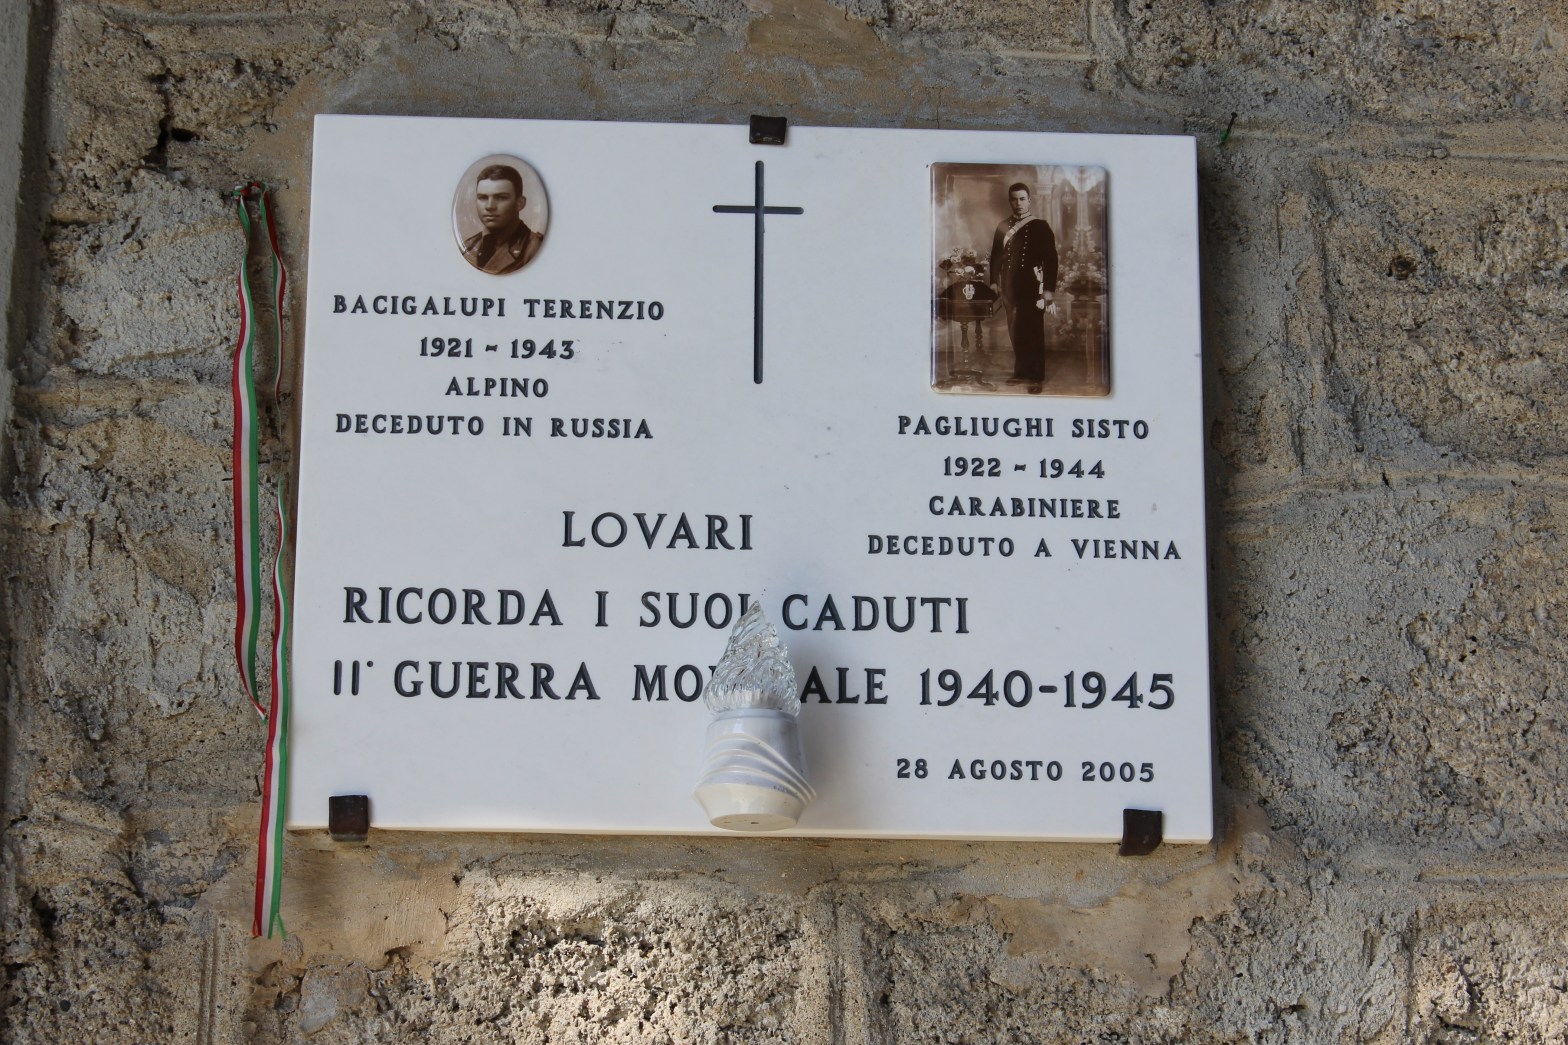 BACIGALUPI TERENZIO
1921 - 1943
ALPINO
DECEDUTO IN RUSSIA
PAGLIUGHI SISTO
1922 - 1944
CARABINIERE
DECEDUTO A VIENNA
LOVARI
RICORDA I SUOI CADUTI
II° GUERRA MONDIALE 1940-1945
28 AGOSTO 2005